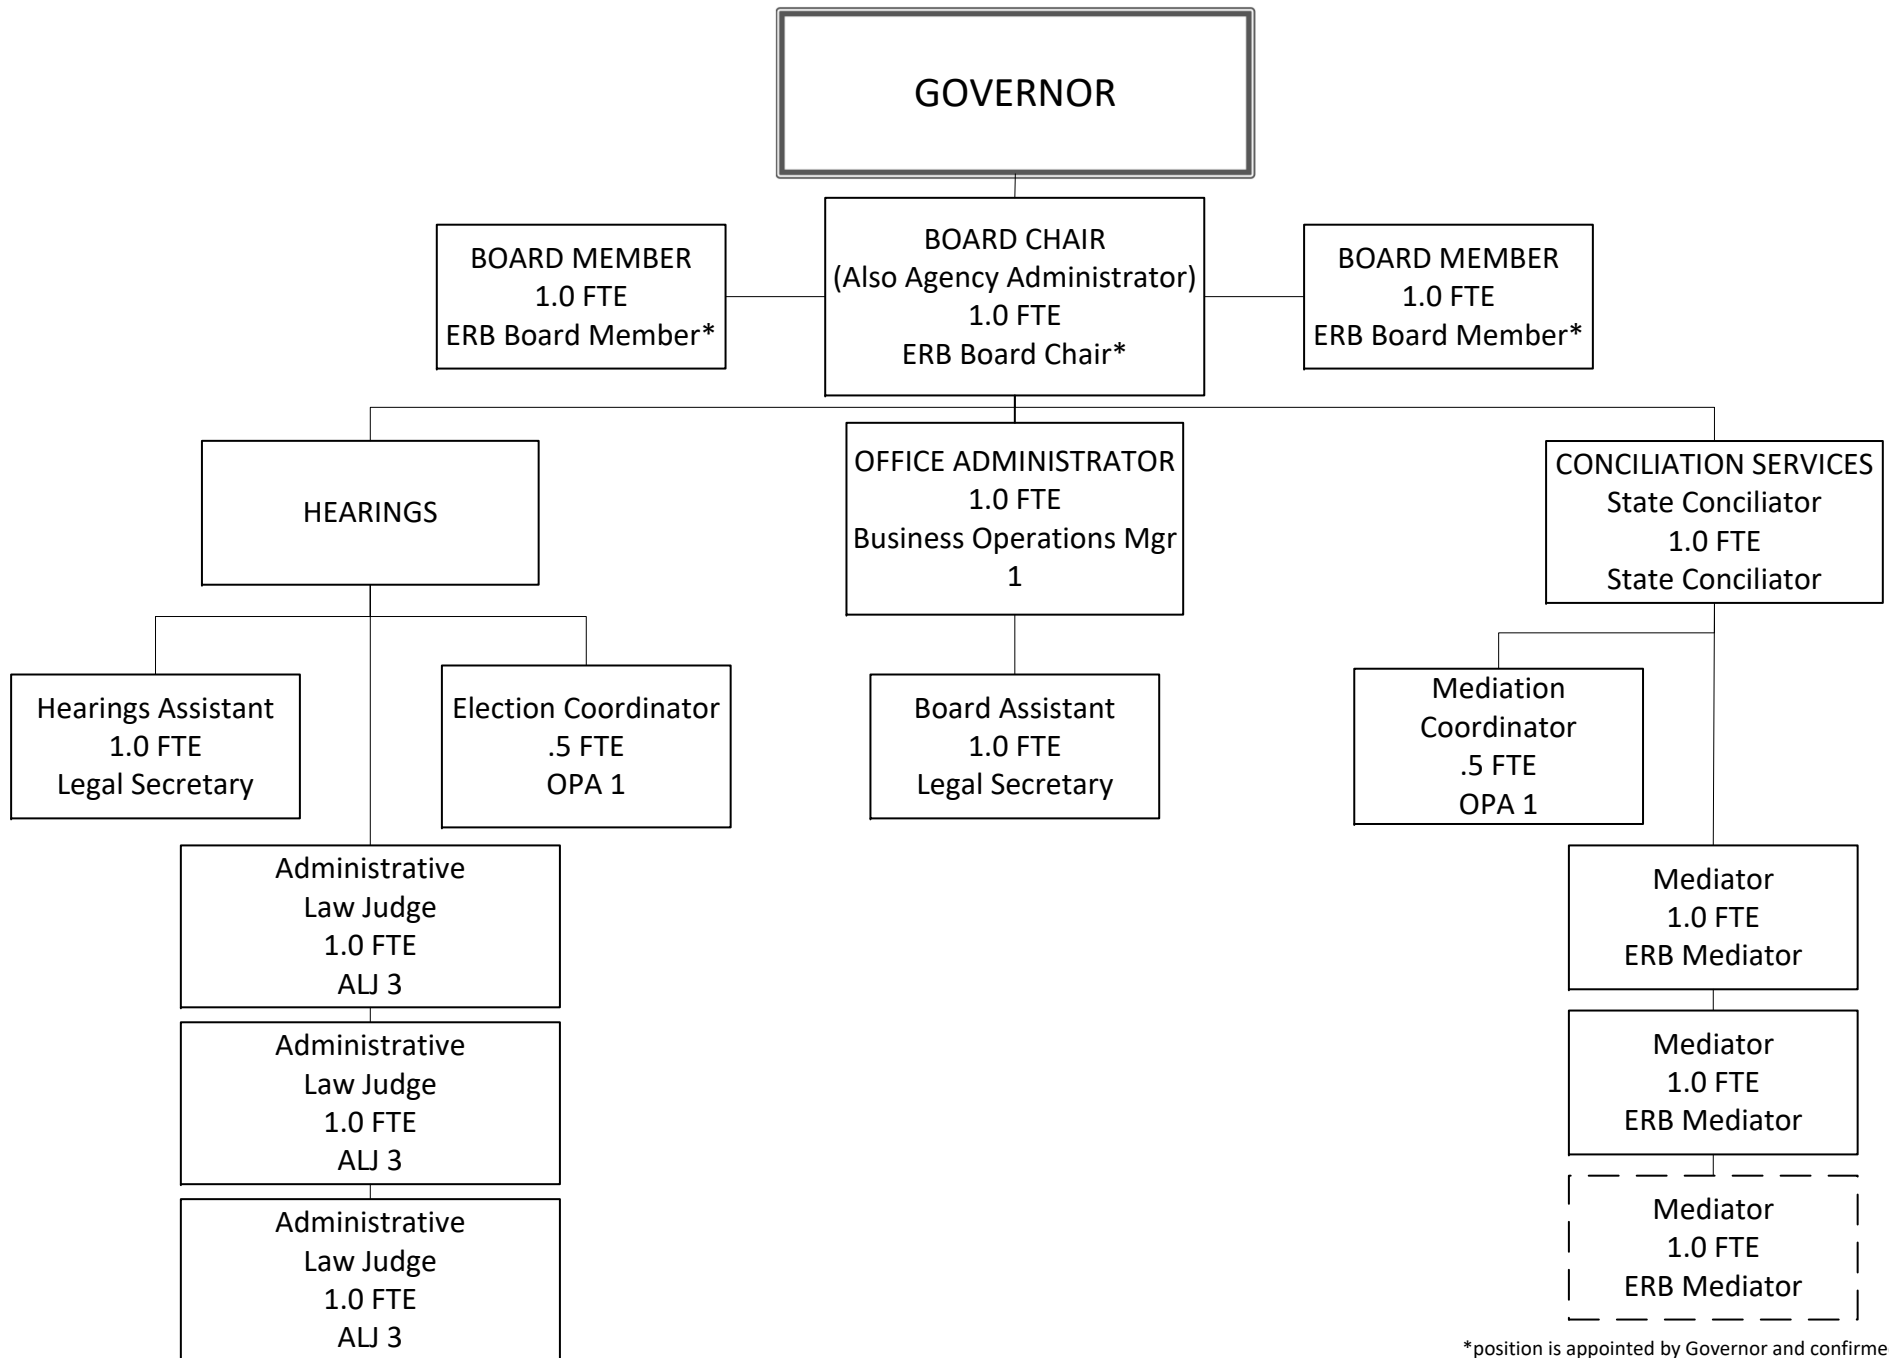 GOVERNOR
BOARD MEMBER
1.0 FTE
ERB Board Member*
BOARD CHAIR
(Also Agency Administrator)
1.0 FTE
ERB Board Chair*
BOARD MEMBER
1.0 FTE
ERB Board Member*
HEARINGS
OFFICE ADMINISTRATOR
1.0 FTE
Business Operations Mgr
1
CONCILIATION SERVICES
State Conciliator
1.0 FTE
State Conciliator
Hearings Assistant
1.0 FTE
Legal Secretary
Election Coordinator
.5 FTE
OPA 1
Board Assistant
1.0 FTE
Legal Secretary
Mediation
Coordinator
.5 FTE
OPA 1
Administrative
Law Judge
1.0 FTE
ALJ 3
Administrative
Law Judge
1.0 FTE
ALJ 3
Administrative
Law Judge
1.0 FTE
ALJ 3
Mediator
1.0 FTE
ERB Mediator
Mediator
1.0 FTE
ERB Mediator
Mediator
1.0 FTE
ERB Mediator
*position is appointed by Governor and confirme